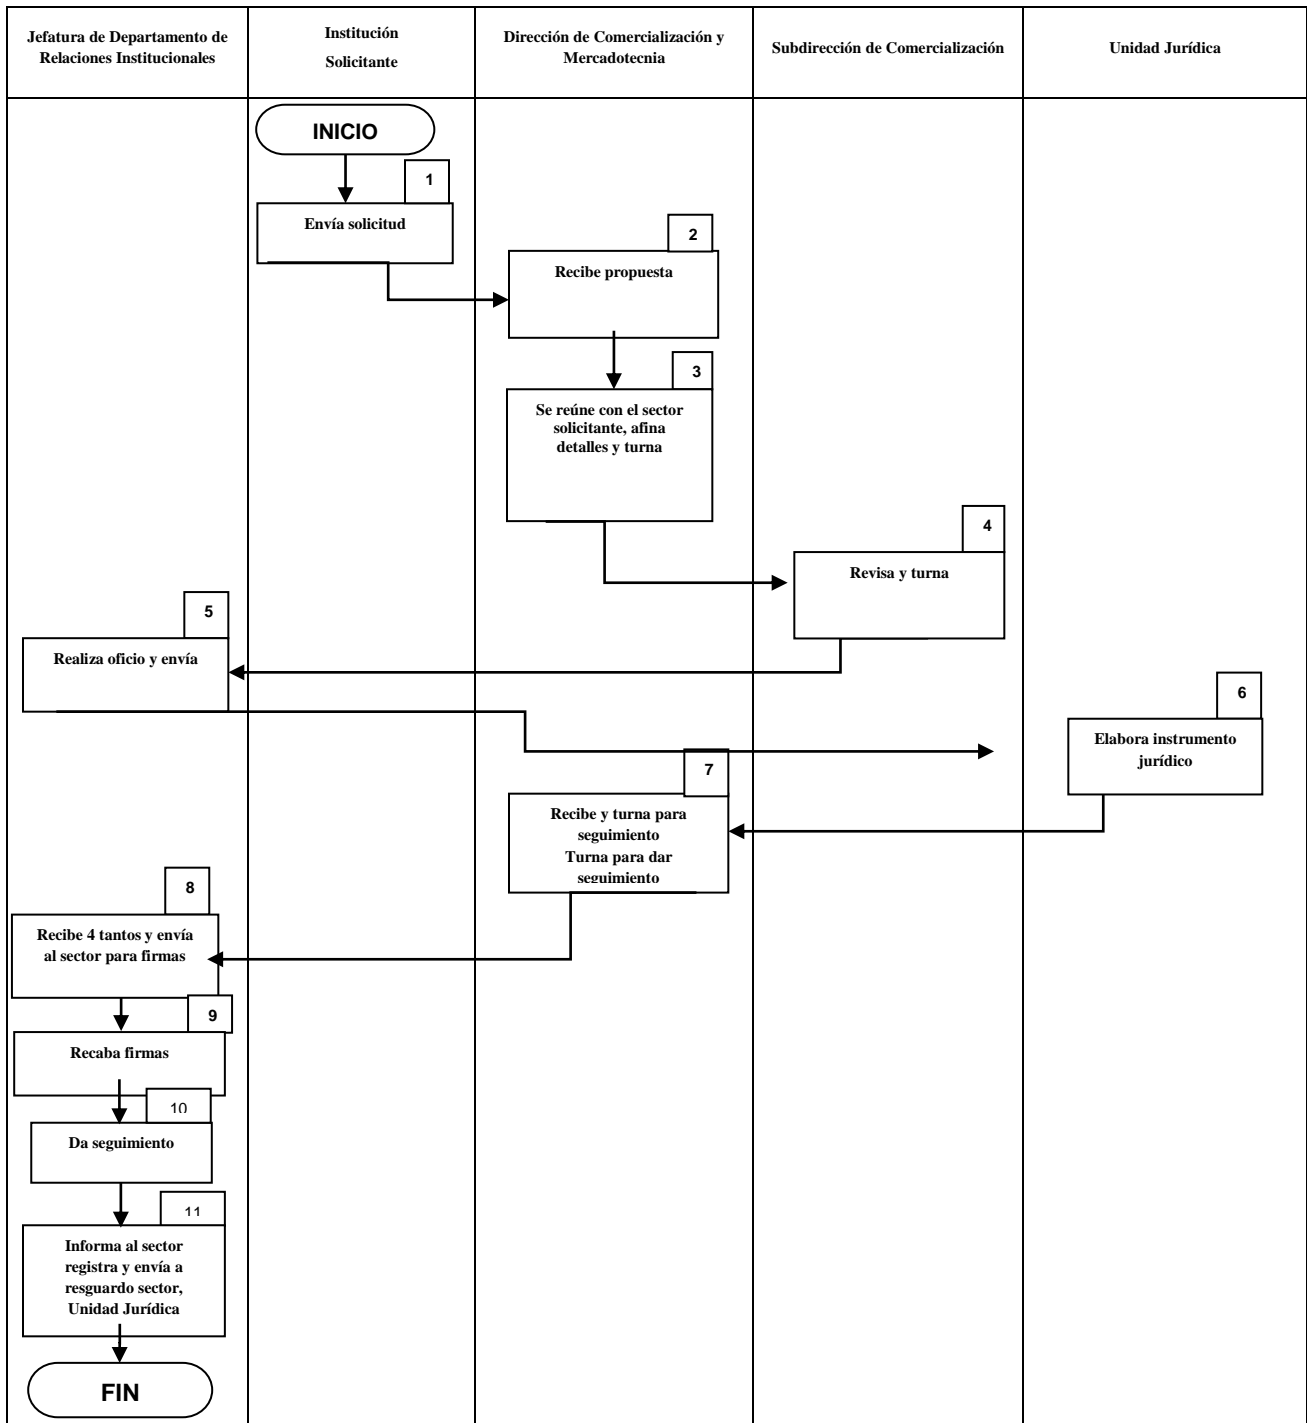 Jefatura de Departamento de
Relaciones Institucionales
Institución
Solicitante
Dirección de Comercialización y
Mercadotecnia
Subdirección de Comercialización
Unidad Jurídica
INICIO
1
Envía solicitud
2
Recibe propuesta
3
Se reúne con el sector
solicitante, afina
detalles y turna
4
Revisa y turna
5
Realiza oficio y envía
6
Elabora instrumento
jurídico
7
Recibe y turna para
seguimiento
Turna para dar
seguimiento
8
Recibe 4 tantos y envía
al sector para firmas
9
Recaba firmas
10
Da seguimiento
11
Informa al sector
registra y envía a
resguardo sector,
Unidad Jurídica
FIN